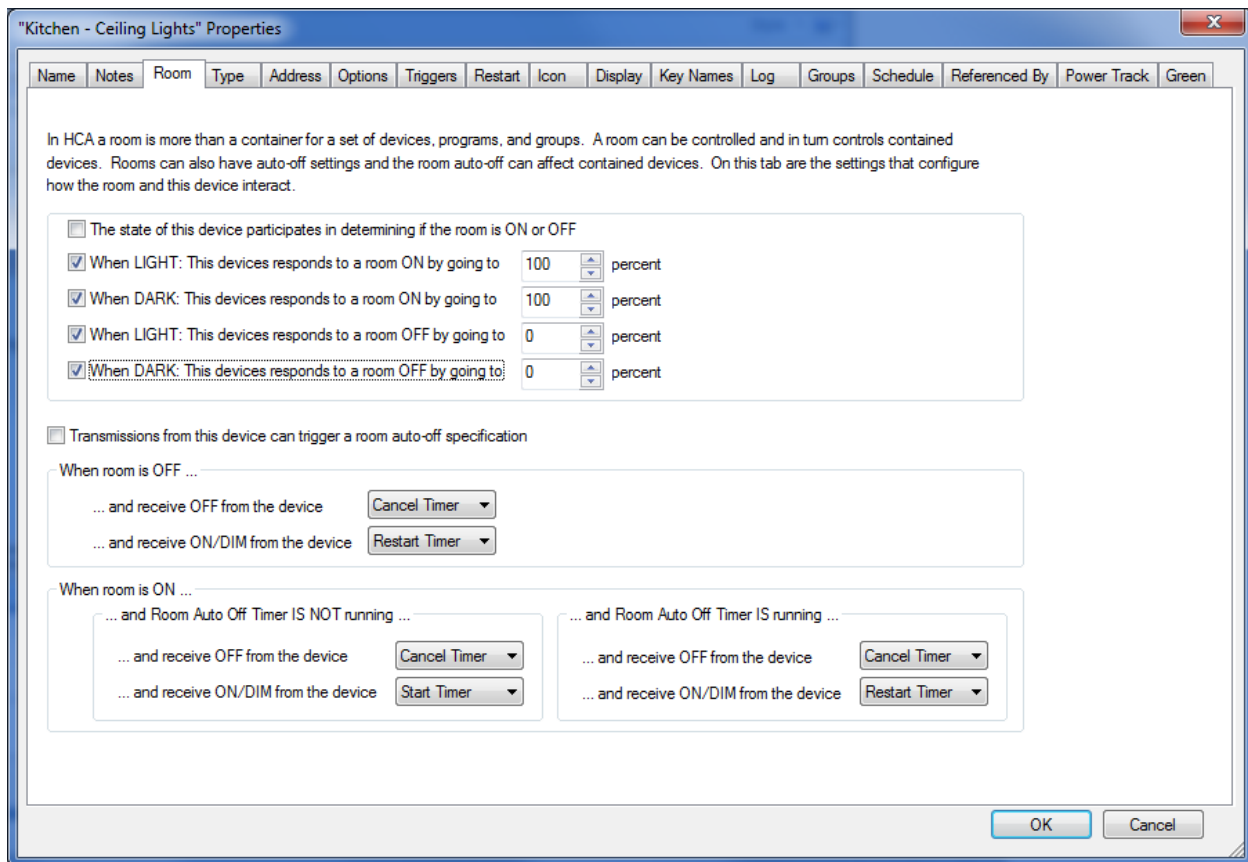 "Kitchen - Ceiling Lights" Properties
Name Notes Room Type Address Options Triggers Restart Icon Display Key Names Log Groups Schedule Referenced By Power Track Green
In HCA a room is more than a container for a set of devices, programs, and groups. A room can be controlled and in turn controls contained
devices. Rooms can also have auto-off settings and the room auto-off can affect contained devices. On this tab are the settings that configure
how the room and this device interact.
The state of this device participates in determining if the room is ON or OFF
When LIGHT: This devices responds to a room ON by going to 100 percent
When DARK: This devices responds to a room ON by going to 100 percent
When LIGHT: This devices responds to a room OFF by going to 0 percent
When DARK: This devices responds to a room OFF by going to 0 percent
Transmissions from this device can trigger a room auto-off specification
When room is OFF ...
... and receive OFF from the device Cancel Timer
... and receive ON/DIM from the device Restart Timer
When room is ON ...
... and Room Auto Off Timer IS NOT running ...
... and receive OFF from the device Cancel Timer
... and receive ON/DIM from the device Start Timer
... and Room Auto Off Timer IS running ...
... and receive OFF from the device Cancel Timer
... and receive ON/DIM from the device Restart Timer
OK Cancel